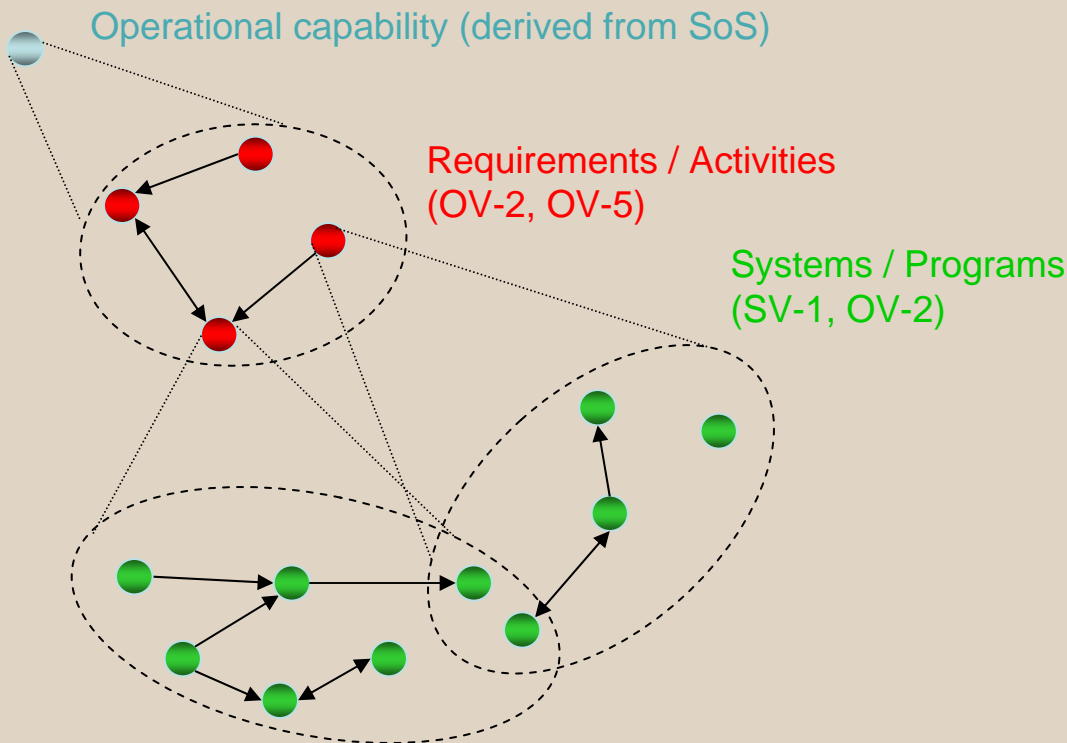 Operational capability (derived from SoS)
Requirements / Activities
(OV-2, OV-5)
Systems / Programs
(SV-1, OV-2)